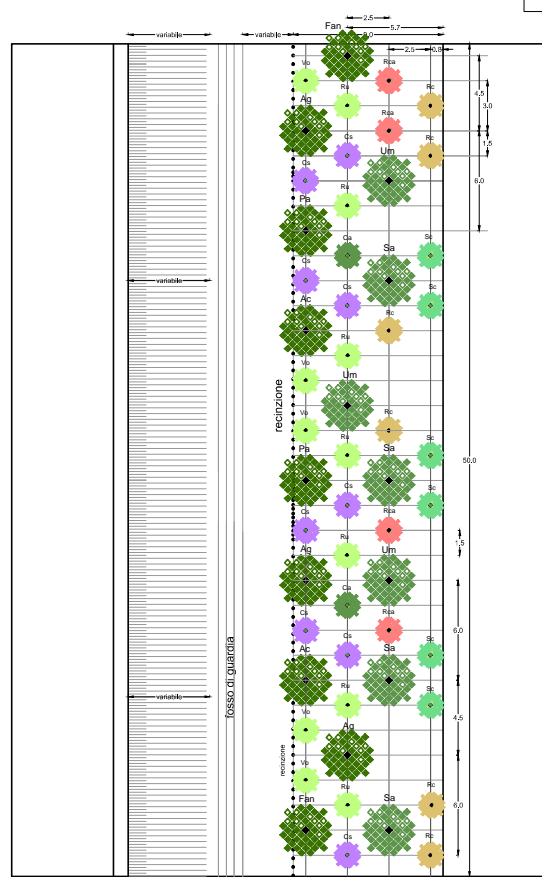 2.5
Fan
5.7
variabile
variabile
9.0
2.5
0.8
Vo
Rca
Ru
Rc
4.5
3.0
Ag
Rca
Cs
Um
Rc
1.5
Cs
6.0
Pa
Ru
Ca
Sa
Sc
variabile
Cs
Cs
Sc
Ac
Rc
Ru
Um
Vo
recinzione
Vo
Rc
Ru
Sc
Pa
Sa
50.0
Cs
Sc
Cs
Rca
Ru
1.5
Ag
Um
Ca
Cs
Rca
6.0
Cs
Sc
Ac
Sa
fosso di guardia
variabile
Ru
Sc
Vo
Ag
4.5
recinzione
Vo
Ru
Rc
Fan
Sa
6.0
Cs
Rc